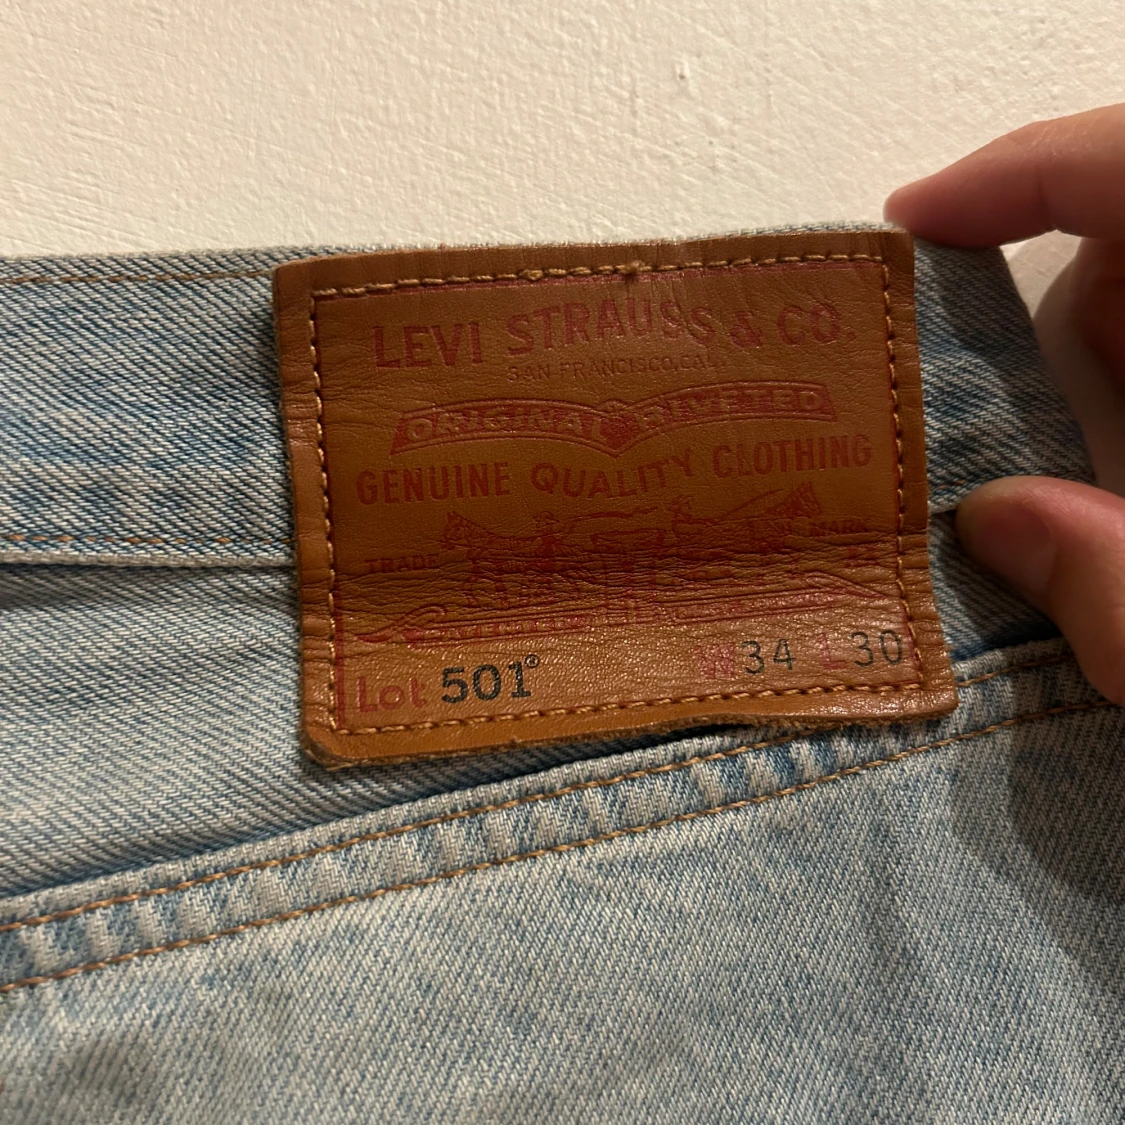 LEVI STRAUSS & CO.
SAN FRANCISCO, CAL.
ORIGINAL RIVETED
GENUINE QUALITY CLOTHING
TRADE MARK
Lot 501® W34 L30